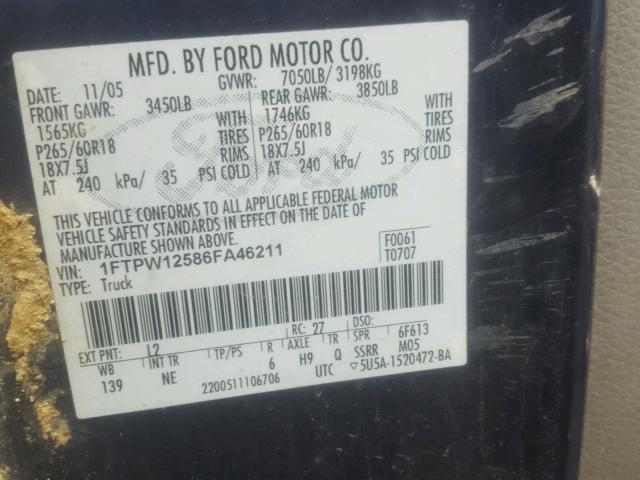 MFD. BY FORD MOTOR CO.
DATE: 11/05 GVWR: 7050LB/ 3198KG
FRONT GAWR: 3450LB REAR GAWR: 3850LB
1565KG WITH 1746KG WITH
P265/60R18 TIRES P265/60R18 TIRES
18X7.5J RIMS 18X7.5J RIMS
AT 240 kPa/ 35 PSI COLD AT 240 kPa/ 35 PSI COLD
Ford
THIS VEHICLE CONFORMS TO ALL APPLICABLE FEDERAL MOTOR
VEHICLE SAFETY STANDARDS IN EFFECT ON THE DATE OF
MANUFACTURE SHOWN ABOVE.
VIN: 1FTPW12586FA46211 F0061
TYPE: Truck T0707
EXT PNT: L2 RC: 27 DSO:
WB INT TR TP/PS R AXLE TR SPR 6F613
139 NE 6 H9 Q SSRR M05
2200511106706 UTC ▽5U5A-1520472-BA